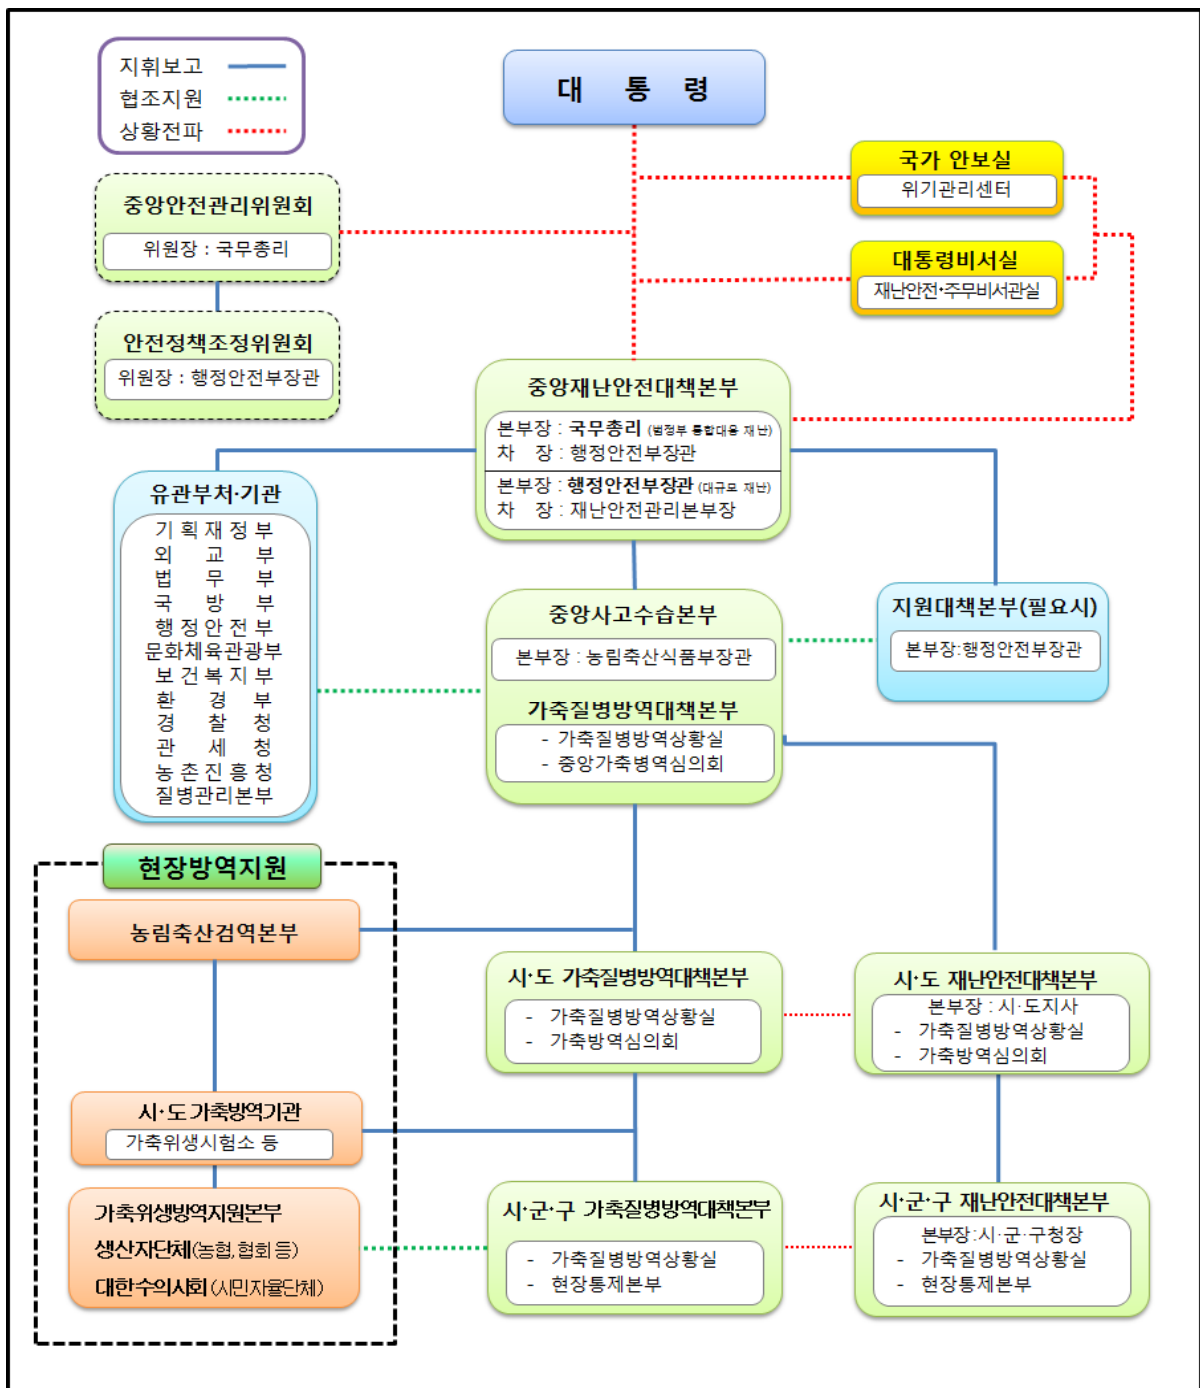 지휘보고
협조지원
상황전파
대 통 령
국가 안보실
위기관리센터
중앙안전관리위원회
위원장 : 국무총리
대통령비서실
재난안전·주무비서관실
안전정책조정위원회
위원장 : 행정안전부장관
중앙재난안전대책본부
본부장 : 국무총리 (범정부 통합대응 재난)
차 장 : 행정안전부장관
본부장 : 행정안전부장관 (대규모 재난)
차 장 : 재난안전관리본부장
유관부처·기관
기획재정부
외 교 부
법 무 부
국 방 부
행정안전부
문화체육관광부
보건복지부
환 경 부
경 찰 청
관 세 청
농촌진흥청
질병관리본부
중앙사고수습본부
본부장 : 농림축산식품부장관
가축질병방역대책본부
- 가축질병방역상황실
- 중앙가축병역심의회
지원대책본부(필요시)
본부장:행정안전부장관
현장방역지원
농림축산검역본부
시·도 가축질병방역대책본부
- 가축질병방역상황실
- 가축방역심의회
시·도 재난안전대책본부
본부장 : 시·도지사
- 가축질병방역상황실
- 가축방역심의회
시·도 가축방역기관
가축위생시험소 등
가축위생방역지원본부
생산자단체(농협, 협회 등)
대한수의사회 (시민자율단체)
시·군·구 가축질병방역대책본부
- 가축질병방역상황실
- 현장통제본부
시·군·구 재난안전대책본부
본부장:시·군·구청장
- 가축질병방역상황실
- 현장통제본부